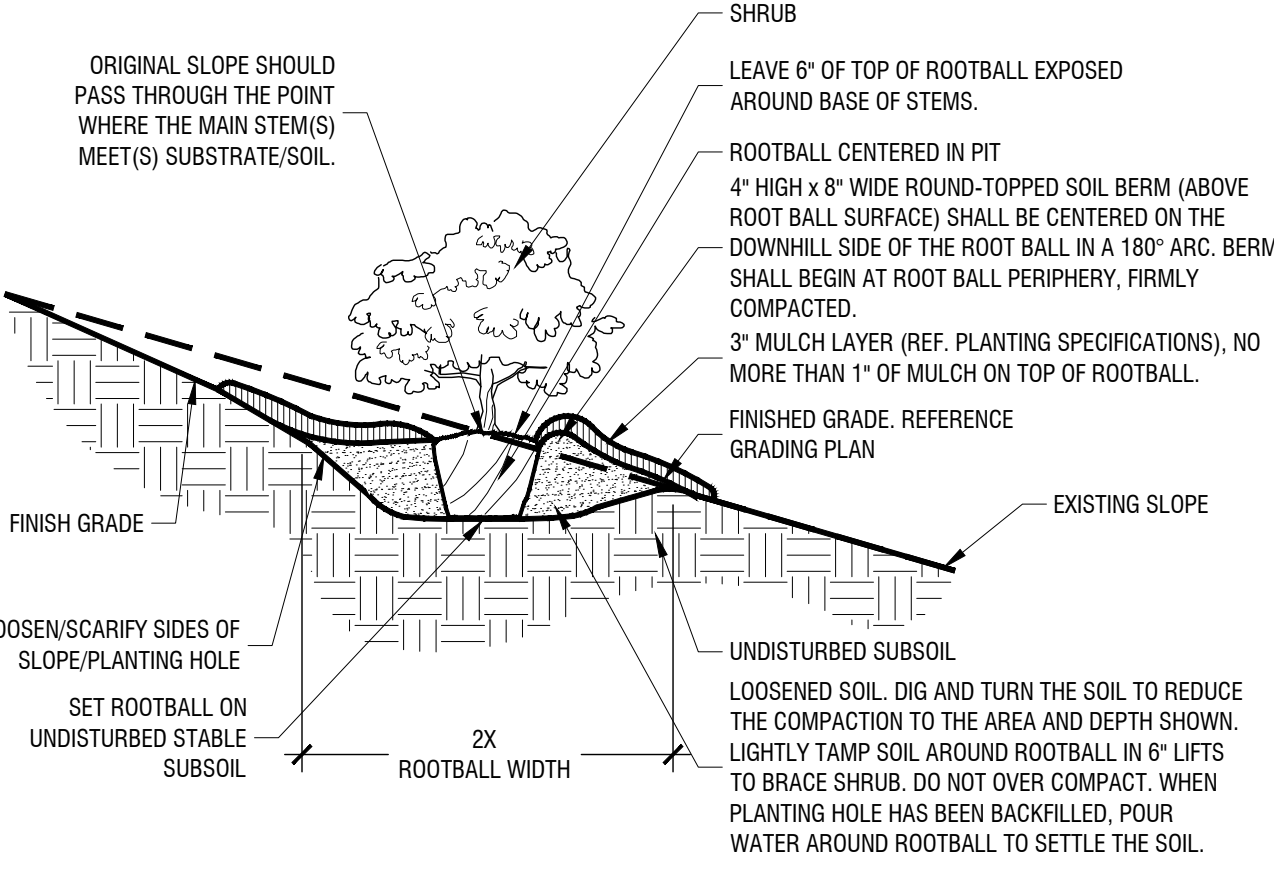 SHRUB
ORIGINAL SLOPE SHOULD
PASS THROUGH THE POINT
WHERE THE MAIN STEM(S)
MEET(S) SUBSTRATE/SOIL.
LEAVE 6" OF TOP OF ROOTBALL EXPOSED
AROUND BASE OF STEMS.
ROOTBALL CENTERED IN PIT
4" HIGH x 8" WIDE ROUND-TOPPED SOIL BERM (ABOVE
ROOT BALL SURFACE) SHALL BE CENTERED ON THE
DOWNHILL SIDE OF THE ROOT BALL IN A 180° ARC. BERM
SHALL BEGIN AT ROOT BALL PERIPHERY, FIRMLY
COMPACTED.
3" MULCH LAYER (REF. PLANTING SPECIFICATIONS), NO
MORE THAN 1" OF MULCH ON TOP OF ROOTBALL.
FINISHED GRADE. REFERENCE
GRADING PLAN
EXISTING SLOPE
FINISH GRADE
OOSEN/SCARIFY SIDES OF
SLOPE/PLANTING HOLE
SET ROOTBALL ON
UNDISTURBED STABLE
SUBSOIL
2X
ROOTBALL WIDTH
UNDISTURBED SUBSOIL
LOOSENED SOIL. DIG AND TURN THE SOIL TO REDUCE
THE COMPACTION TO THE AREA AND DEPTH SHOWN.
LIGHTLY TAMP SOIL AROUND ROOTBALL IN 6" LIFTS
TO BRACE SHRUB. DO NOT OVER COMPACT. WHEN
PLANTING HOLE HAS BEEN BACKFILLED, POUR
WATER AROUND ROOTBALL TO SETTLE THE SOIL.